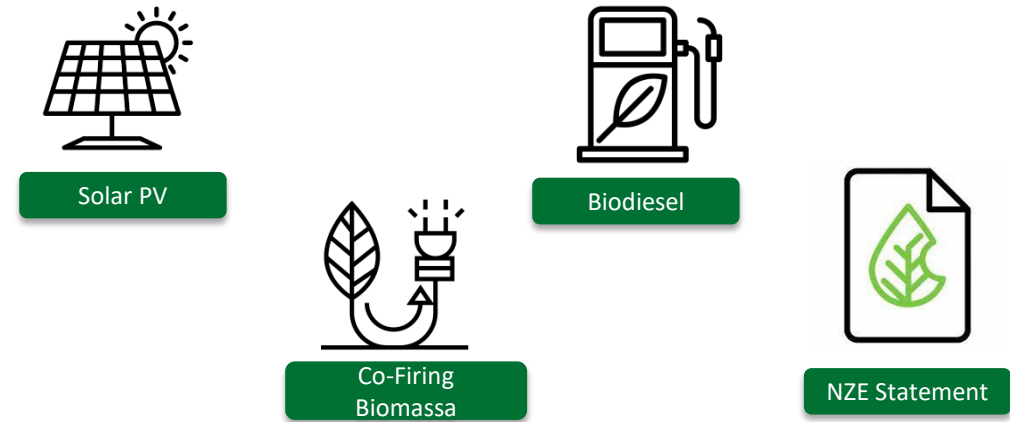 Solar PV
Biodiesel
Co-Firing
Biomassa
NZE Statement